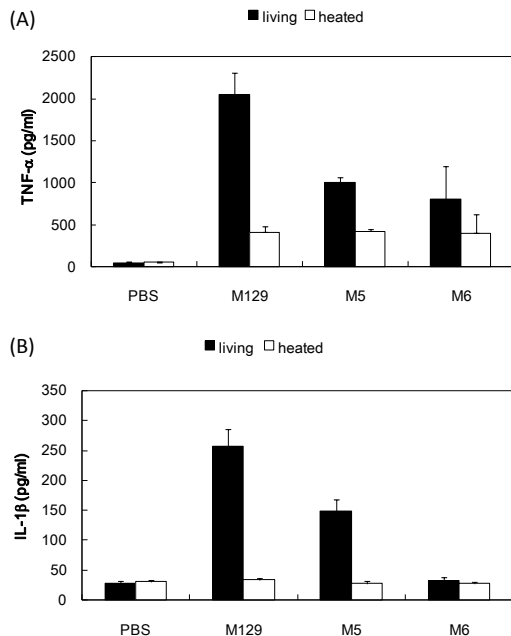 (A)
living heated
TNF-α (pg/ml)
2500
2000
1500
1000
500
0
PBS M129 M5 M6
(B)
living heated
IL-1β (pg/ml)
350
300
250
200
150
100
50
0
PBS M129 M5 M6